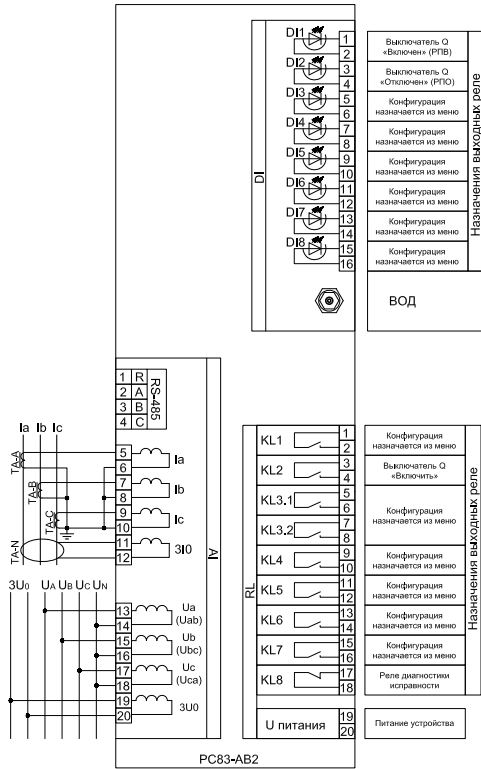 DI
DI1
1
2
Выключатель Q
«Включен» (РПВ)
DI2
3
4
Выключатель Q
«Отключен» (РПО)
DI3
5
6
Конфигурация
назначается из меню
DI4
7
8
Конфигурация
назначается из меню
DI5
9
10
Конфигурация
назначается из меню
DI6
11
12
Конфигурация
назначается из меню
DI7
13
14
Конфигурация
назначается из меню
DI8
15
16
Конфигурация
назначается из меню
Назначения выходных реле
ВОД
AI
RS-485
1 R
2 A
3 B
4 C
Ia Ib Ic
TA-A
TA-B
TA-C
TA-N
5
6
Ia
7
8
Ib
9
10
Ic
11
12
3I0
3U0 UA UB UC UN
13
14
Ua
(Uab)
15
16
Ub
(Ubc)
17
18
Uc
(Uca)
19
20
3U0
RL
KL1
1
2
Конфигурация
назначается из меню
KL2
3
4
Выключатель Q
«Включить»
KL3.1
5
6
KL3.2
7
8
Конфигурация
назначается из меню
KL4
9
10
Конфигурация
назначается из меню
KL5
11
12
Конфигурация
назначается из меню
KL6
13
14
Конфигурация
назначается из меню
KL7
15
16
Конфигурация
назначается из меню
KL8
17
18
Реле диагностики
исправности
Назначения выходных реле
U питания
19
20
Питание устройства
РС83-АВ2